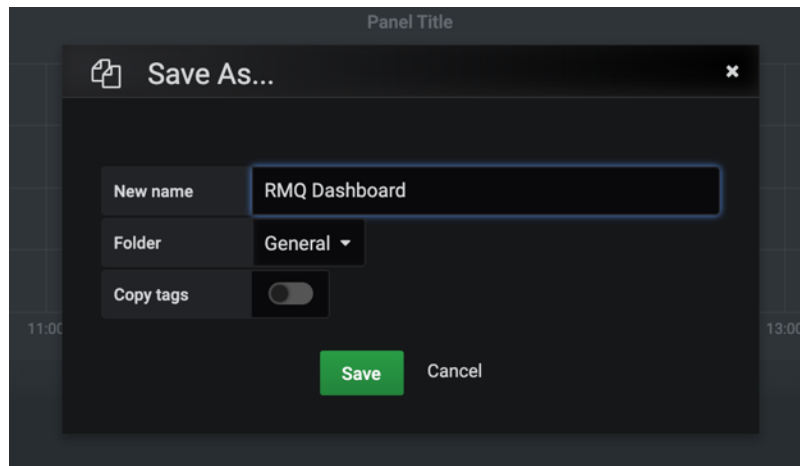 Panel Title
Save As...
New name RMQ Dashboard
Folder General
Copy tags
11:00
13:00
Save Cancel